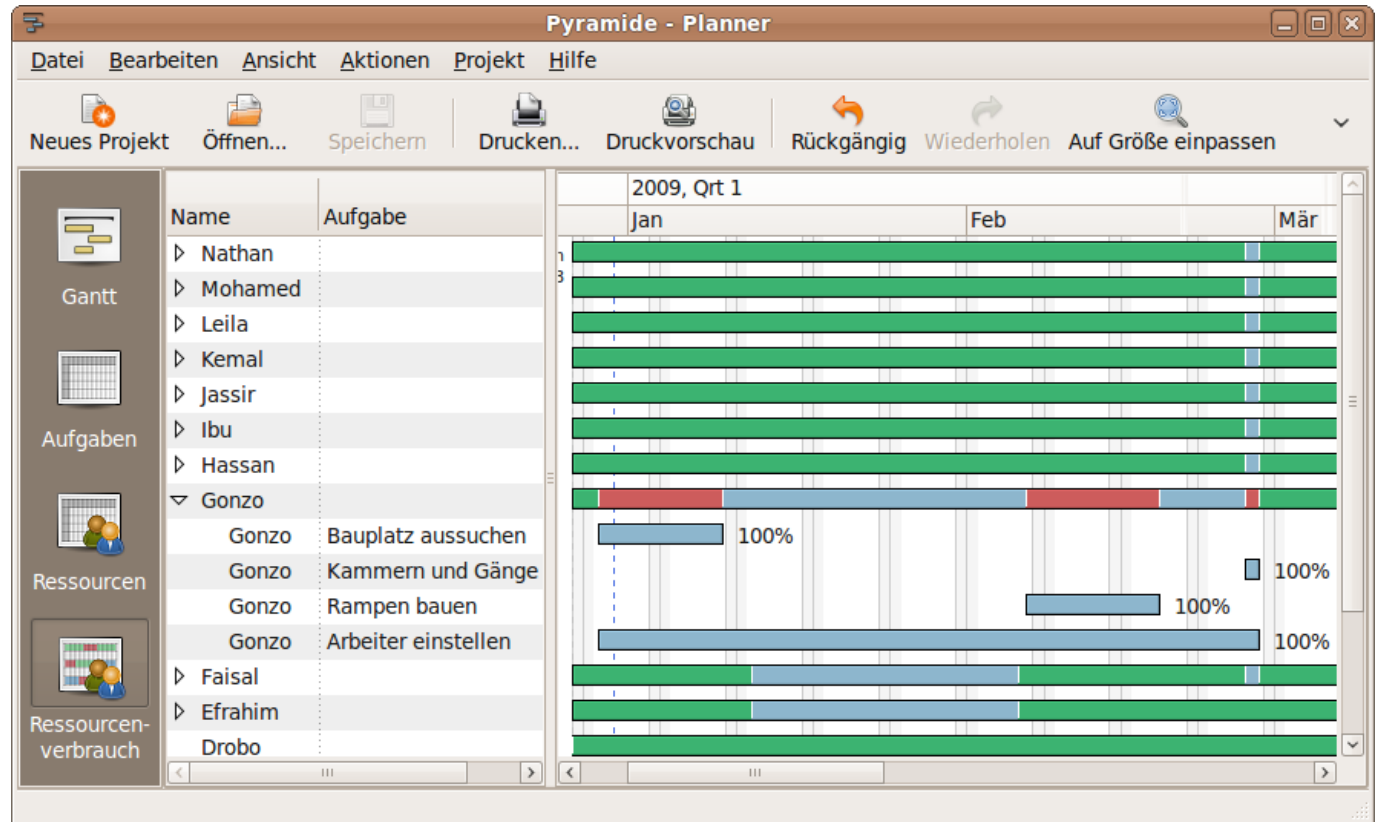 Pyramide - Planner
Datei Bearbeiten Ansicht Aktionen Projekt Hilfe
Neues Projekt Öffnen... Speichern Drucken... Druckvorschau Rückgängig Wiederholen Auf Größe einpassen
Gantt
Aufgaben
Ressourcen
Ressourcen-
verbrauch
Name Aufgabe
Nathan
Mohamed
Leila
Kemal
Jassir
Ibu
Hassan
Gonzo
Gonzo Bauplatz aussuchen
Gonzo Kammern und Gänge
Gonzo Rampen bauen
Gonzo Arbeiter einstellen
Faisal
Efrahim
Drobo
2009, Qrt 1
Jan Feb Mär
100%
100%
100%
100%